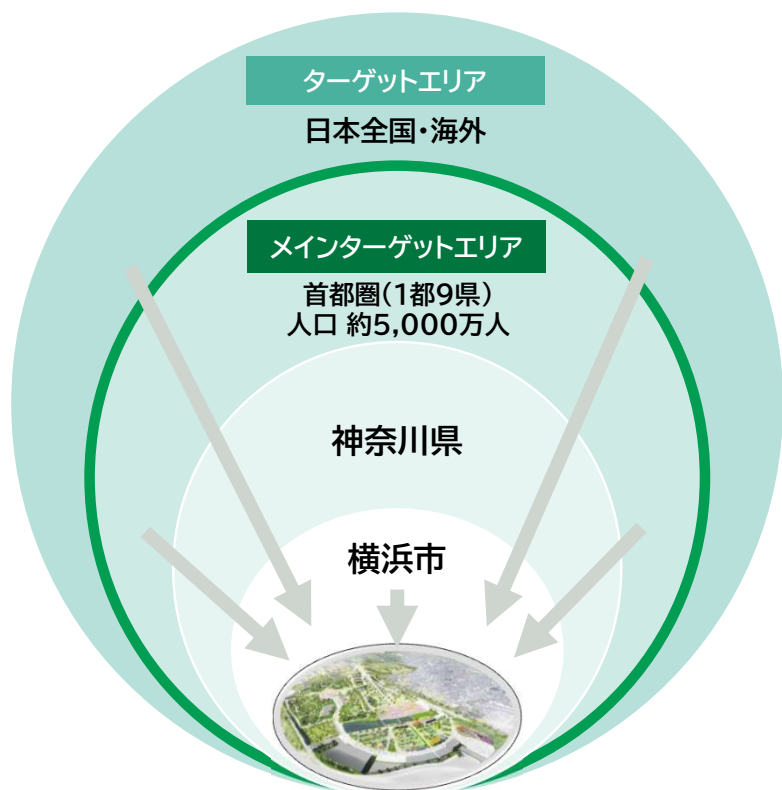 ターゲットエリア
日本全国・海外
メインターゲットエリア
首都圏(1都9県)
人口 約5,000万人
神奈川県
横浜市